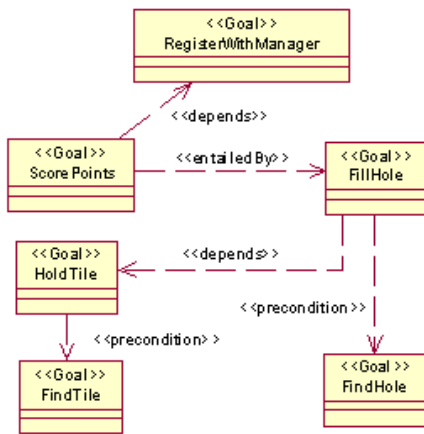 <<Goal>>
RegisterWithManager
<<depends>>
<<Goal>>
ScorePoints
<<entailedBy>>
<<Goal>>
FillHole
<<Goal>>
HoldTile
<<depends>>
<<precondition>>
<<precondition>>
<<Goal>>
FindTile
<<Goal>>
FindHole